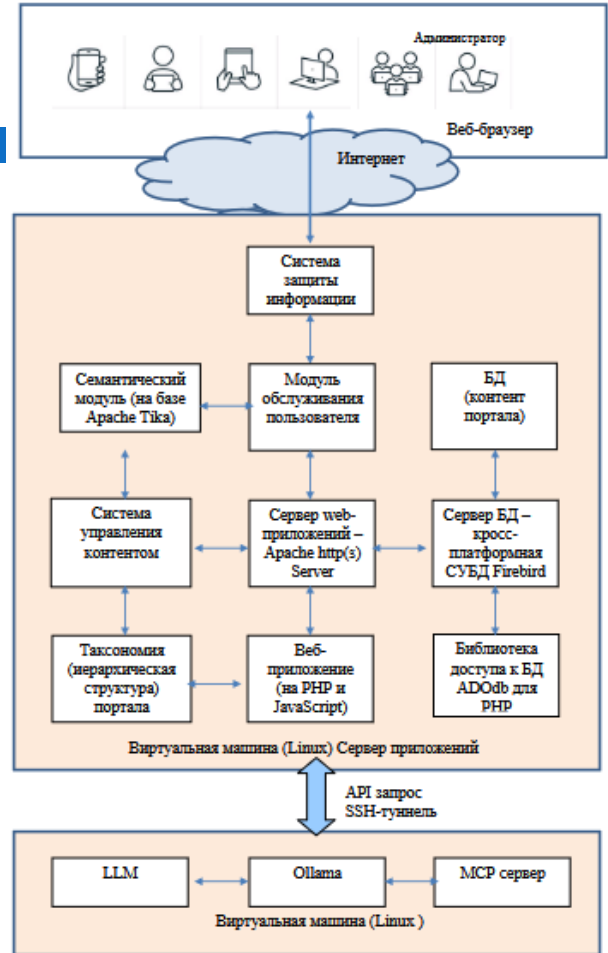 Администратор
Веб-браузер
Интернет
Система
защиты
информации
Семантический
модуль (на базе
Apache Tika)
Модуль
обслуживания
пользователя
БД
(контент
портала)
Система
управления
контентом
Сервер web-
приложений –
Apache http(s)
Server
Сервер БД –
кросс-
платформная
СУБД Firebird
Таксономия
(иерархическая
структура)
портала
Веб-
приложение
(на PHP и
JavaScript)
Библиотека
доступа к БД
ADOdb для
PHP
Виртуальная машина (Linux) Сервер приложений
API запрос
SSH-туннель
LLM
Ollama
MCP сервер
Виртуальная машина (Linux )